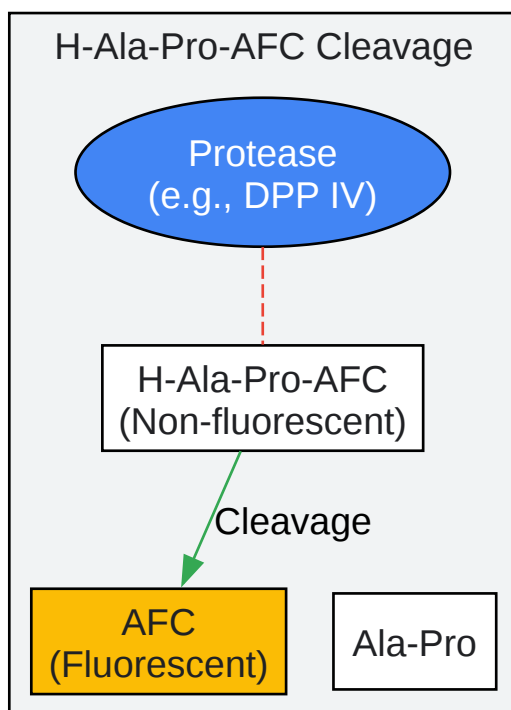 H-Ala-Pro-AFC Cleavage
Protease
(e.g., DPP IV)
H-Ala-Pro-AFC
(Non-fluorescent)
Cleavage
AFC
(Fluorescent)
Ala-Pro